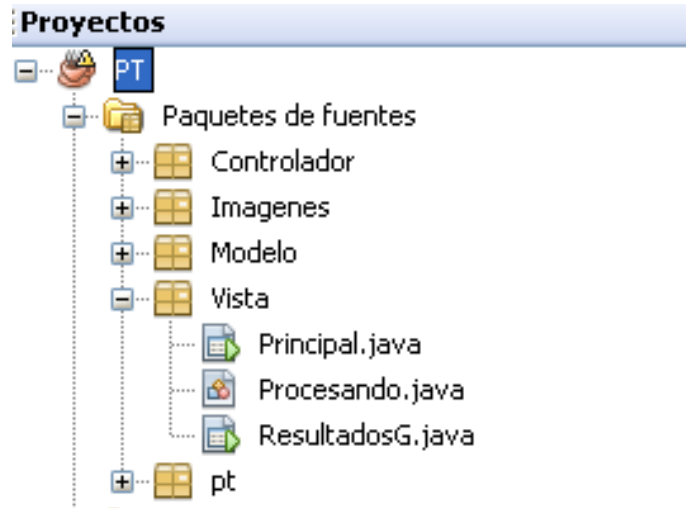 Proyectos
PT
Paquetes de fuentes
Controlador
Imagenes
Modelo
Vista
Principal.java
Procesando.java
ResultadosG.java
pt